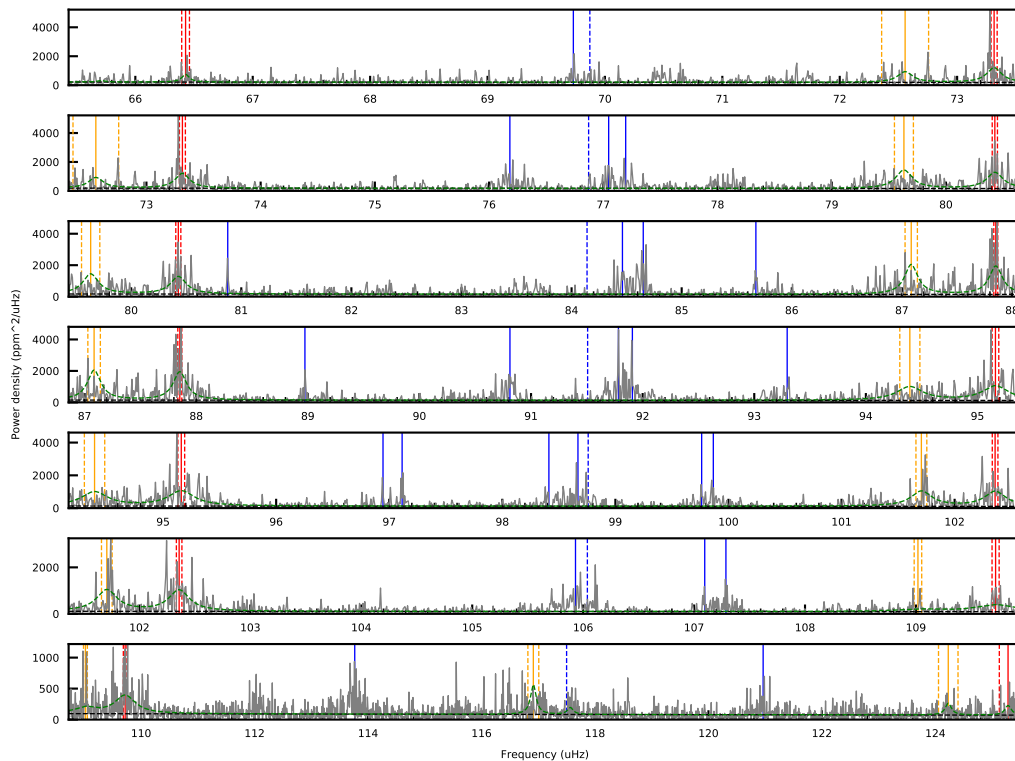 4000
2000
0
66 67 68 69 70 71 72 73
4000
2000
0
73 74 75 76 77 78 79 80
4000
2000
0
80 81 82 83 84 85 86 87 88
Power density (ppm^2/uHz)
4000
2000
0
87 88 89 90 91 92 93 94 95
4000
2000
0
95 96 97 98 99 100 101 102
2000
0
102 103 104 105 106 107 108 109
1000
500
0
110 112 114 116 118 120 122 124
Frequency (uHz)